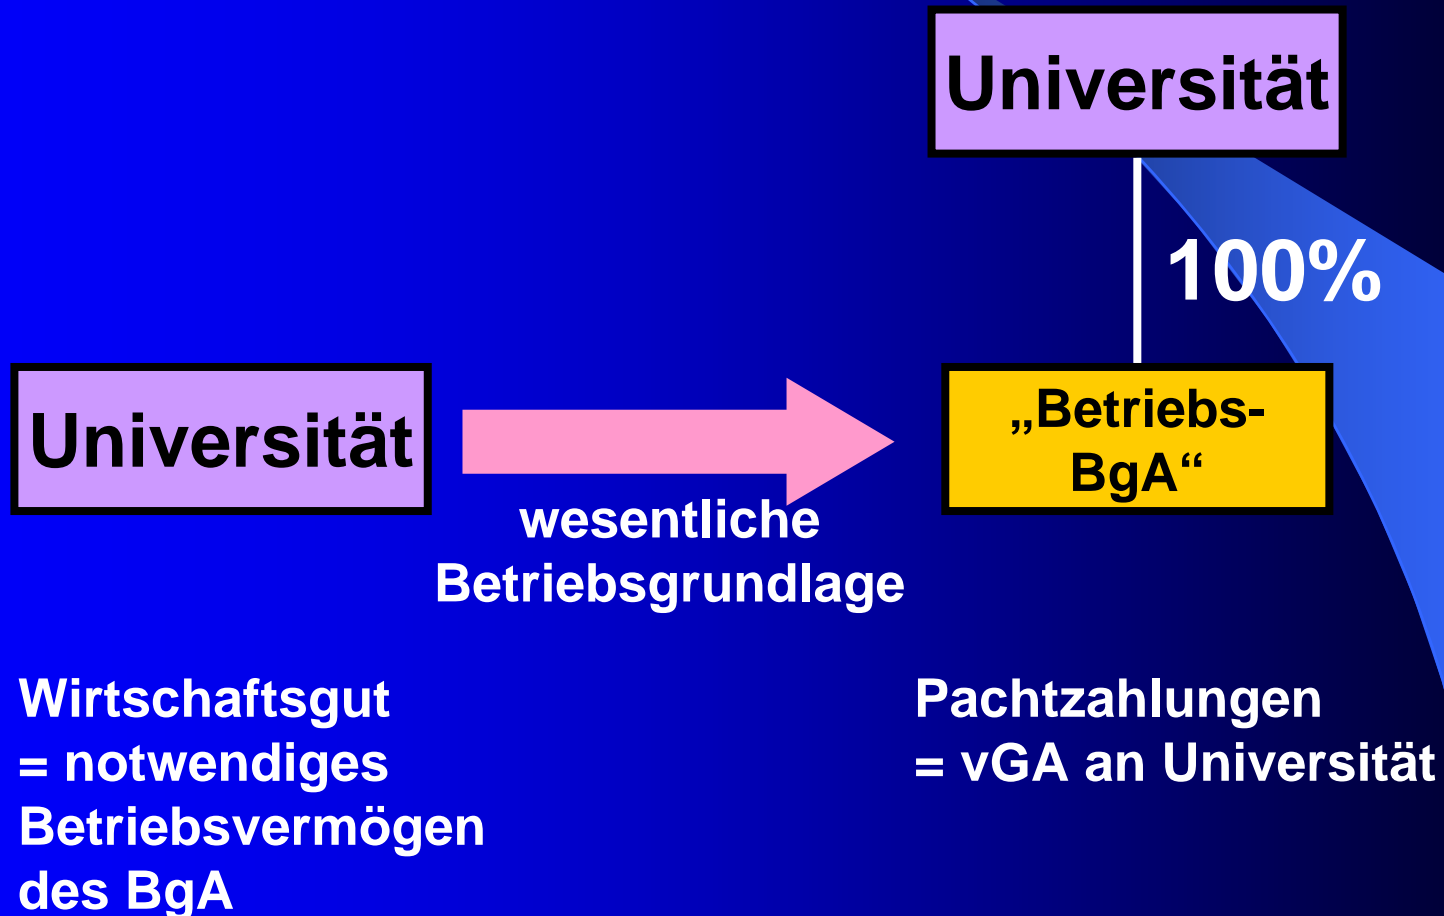 Universität
100%
Universität
„Betriebs-
BgA“
wesentliche
Betriebsgrundlage
Wirtschaftsgut
= notwendiges
Betriebsvermögen
des BgA
Pachtzahlungen
= vGA an Universität